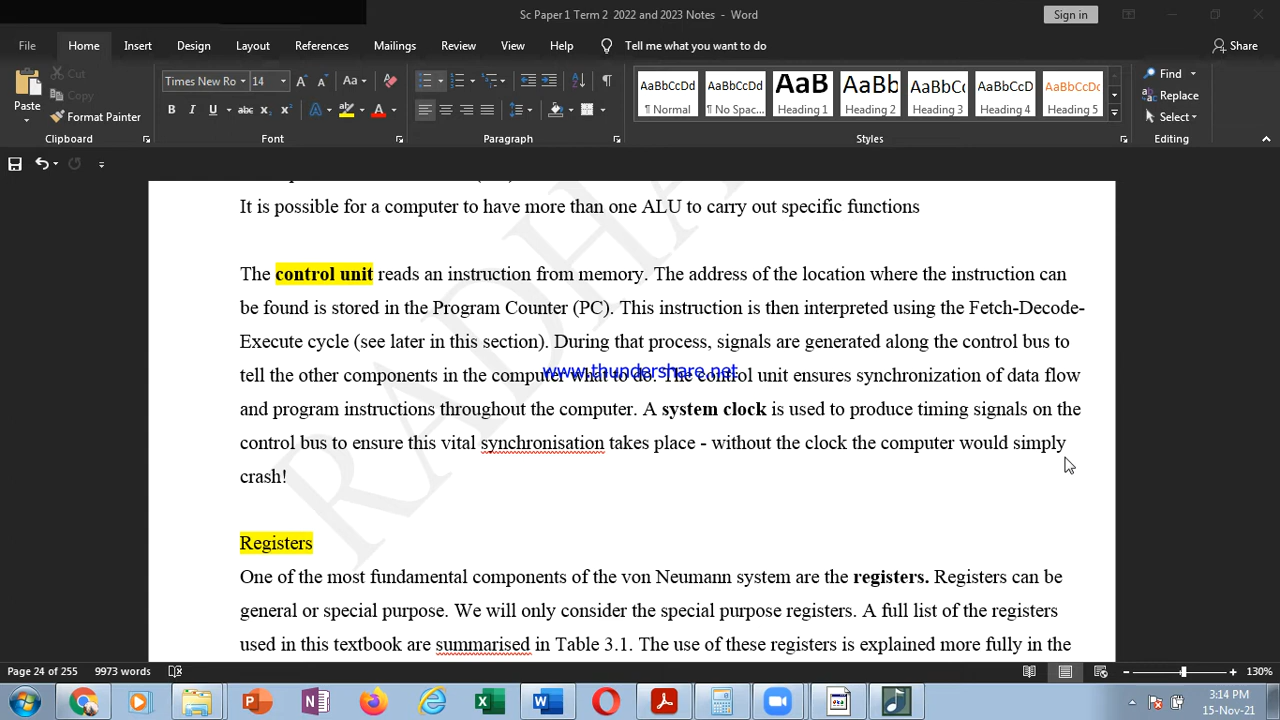 Sc Paper 1 Term 2 2022 and 2023 Notes - Word
Sign in
File Home Insert Design Layout References Mailings Review View Help Tell me what you want to do Share
Paste
Cut
Copy
Format Painter
Clipboard
Times New Ro 14
Font
Paragraph
AaBbCcDd AaBbCcDd AaB AaBbC AaBbCc AaBbCcD AaBbCcDc
¶ Normal ¶ No Spac... Heading 1 Heading 2 Heading 3 Heading 4 Heading 5
Styles
Find
Replace
Select
Editing
It is possible for a computer to have more than one ALU to carry out specific functions
The control unit reads an instruction from memory. The address of the location where the instruction can
be found is stored in the Program Counter (PC). This instruction is then interpreted using the Fetch-Decode-
Execute cycle (see later in this section). During that process, signals are generated along the control bus to
tell the other components in the computer what to do. The control unit ensures synchronization of data flow
www.thundershare.net
and program instructions throughout the computer. A system clock is used to produce timing signals on the
control bus to ensure this vital synchronisation takes place - without the clock the computer would simply
crash!
Registers
One of the most fundamental components of the von Neumann system are the registers. Registers can be
general or special purpose. We will only consider the special purpose registers. A full list of the registers
used in this textbook are summarised in Table 3.1. The use of these registers is explained more fully in the
RADHA
Page 24 of 255 9973 words 130%
3:14 PM
15-Nov-21